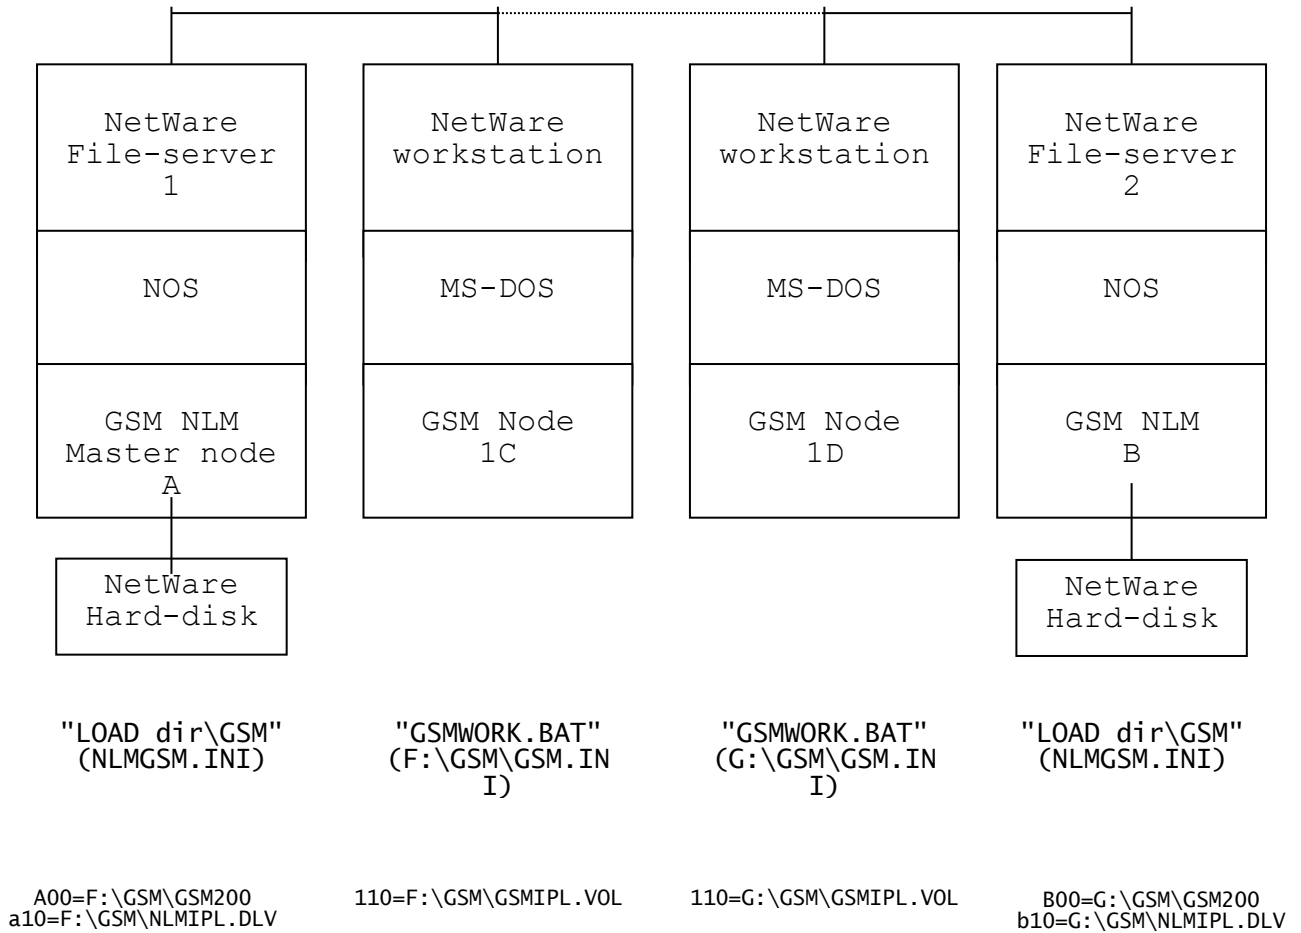 NetWare
File-server
1
NetWare
workstation
NetWare
workstation
NetWare
File-server
2
NOS
MS-DOS
MS-DOS
NOS
GSM NLM
Master node
A
GSM Node
1C
GSM Node
1D
GSM NLM
B
NetWare
Hard-disk
NetWare
Hard-disk
"LOAD dir\GSM"
(NLMGSM.INI)
"GSMWORK.BAT"
(F:\GSM\GSM.IN
I)
"GSMWORK.BAT"
(G:\GSM\GSM.IN
I)
"LOAD dir\GSM"
(NLMGSM.INI)
A00=F:\GSM\GSM200
a10=F:\GSM\NLMIPL.DLV
110=F:\GSM\GSMIPL.VOL
110=G:\GSM\GSMIPL.VOL
B00=G:\GSM\GSM200
b10=G:\GSM\NLMIPL.DLV